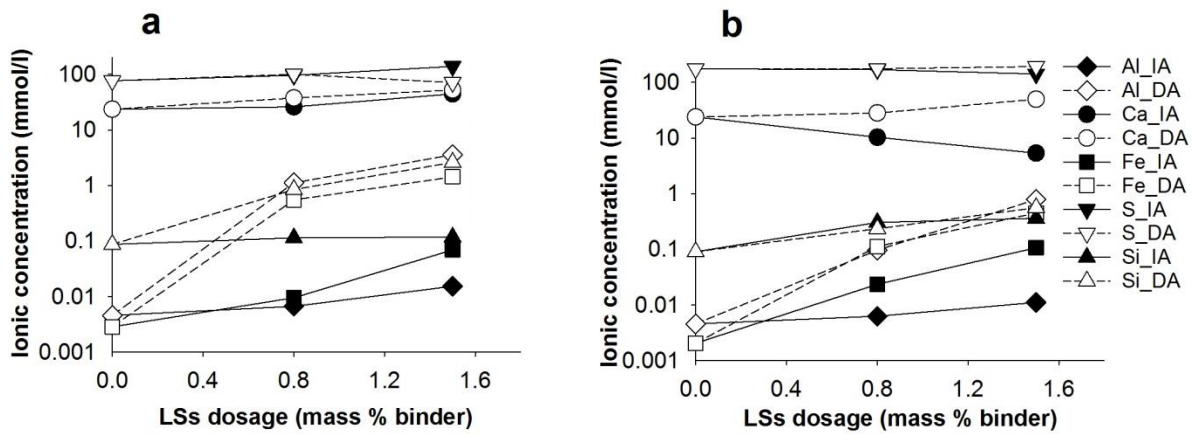 a
Ionic concentration (mmol/l)
100
10
1
0.1
0.01
0.001
0.0 0.4 0.8 1.2 1.6
LSs dosage (mass % binder)
b
Ionic concentration (mmol/l)
100
10
1
0.1
0.01
0.001
0.0 0.4 0.8 1.2 1.6
LSs dosage (mass % binder)
Al_IA
Al_DA
Ca_IA
Ca_DA
Fe_IA
Fe_DA
S_IA
S_DA
Si_IA
Si_DA